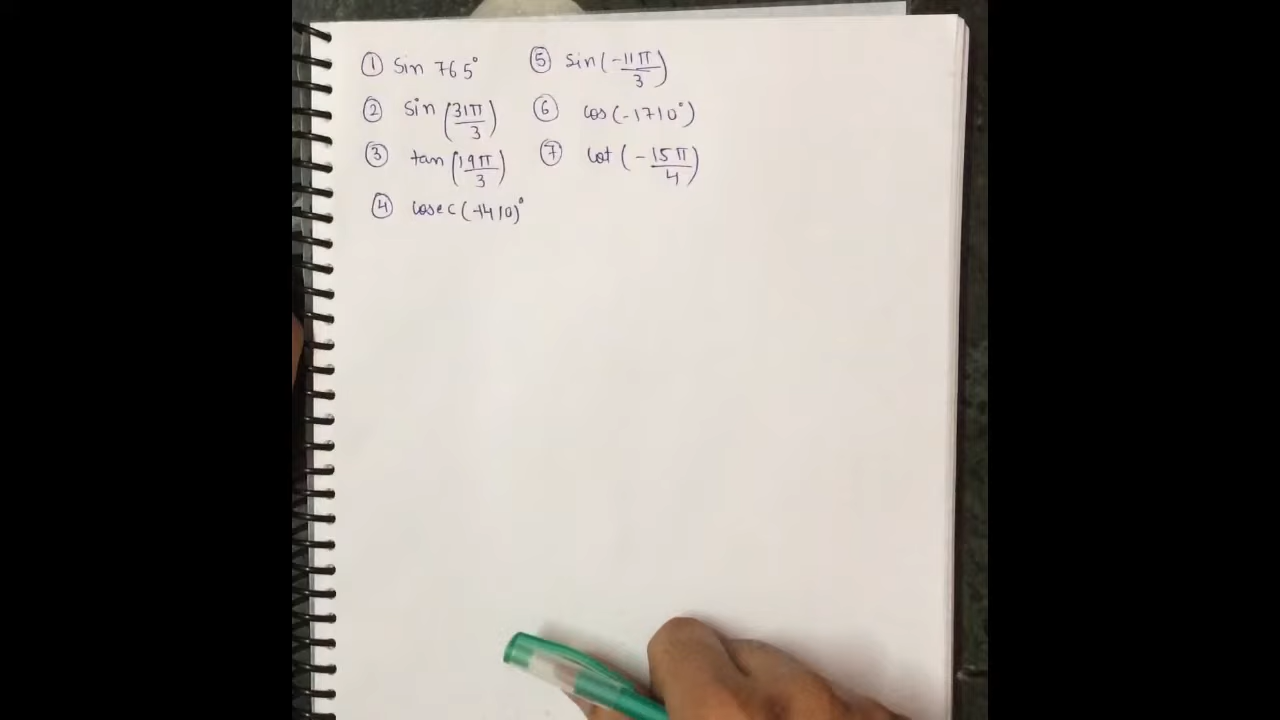 ① Sin 765°
② Sin (31π/3)
③ tan (19π/3)
④ Cosec (-1410)°
⑤ Sin (-11π/3)
⑥ Cos (-1710°)
⑦ Cot (-15π/4)